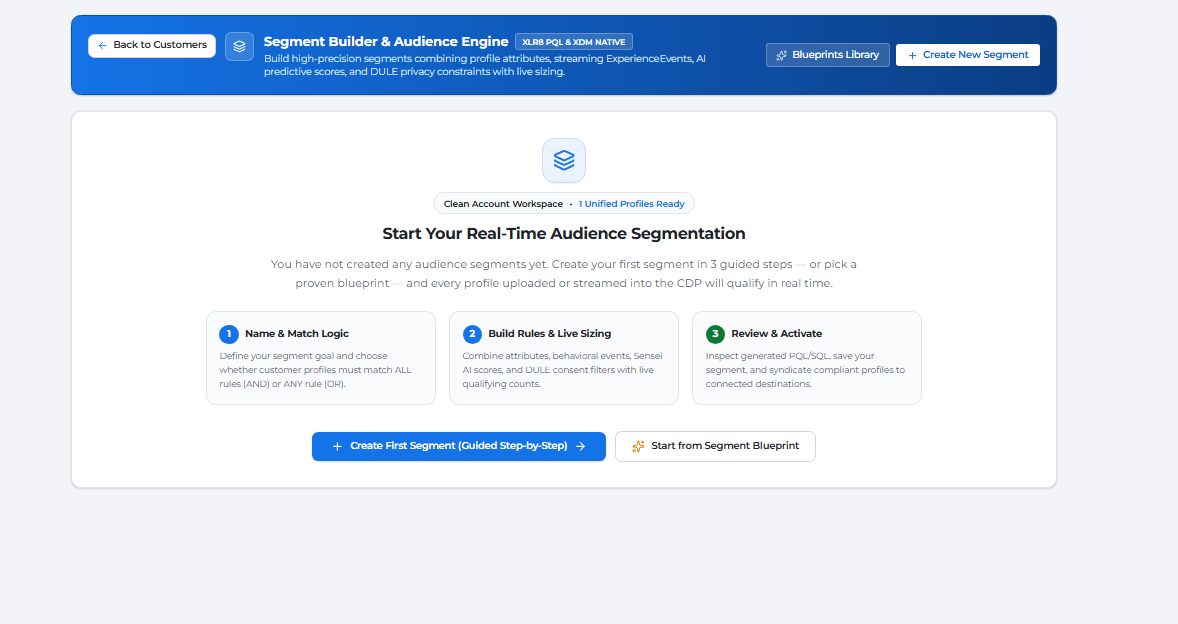 Back to Customers
Segment Builder & Audience Engine
XLR8 PQL & XDM NATIVE
Build high-precision segments combining profile attributes, streaming ExperienceEvents, AI
predictive scores, and DULE privacy constraints with live sizing.
Blueprints Library
Create New Segment
Clean Account Workspace • 1 Unified Profiles Ready
Start Your Real-Time Audience Segmentation
You have not created any audience segments yet. Create your first segment in 3 guided steps — or pick a
proven blueprint — and every profile uploaded or streamed into the CDP will qualify in real time.
1 Name & Match Logic
Define your segment goal and choose
whether customer profiles must match ALL
rules (AND) or ANY rule (OR).
2 Build Rules & Live Sizing
Combine attributes, behavioral events, Sensei
AI scores, and DULE consent filters with live
qualifying counts.
3 Review & Activate
Inspect generated PQL/SQL, save your
segment, and syndicate compliant profiles to
connected destinations.
Create First Segment (Guided Step-by-Step)
Start from Segment Blueprint